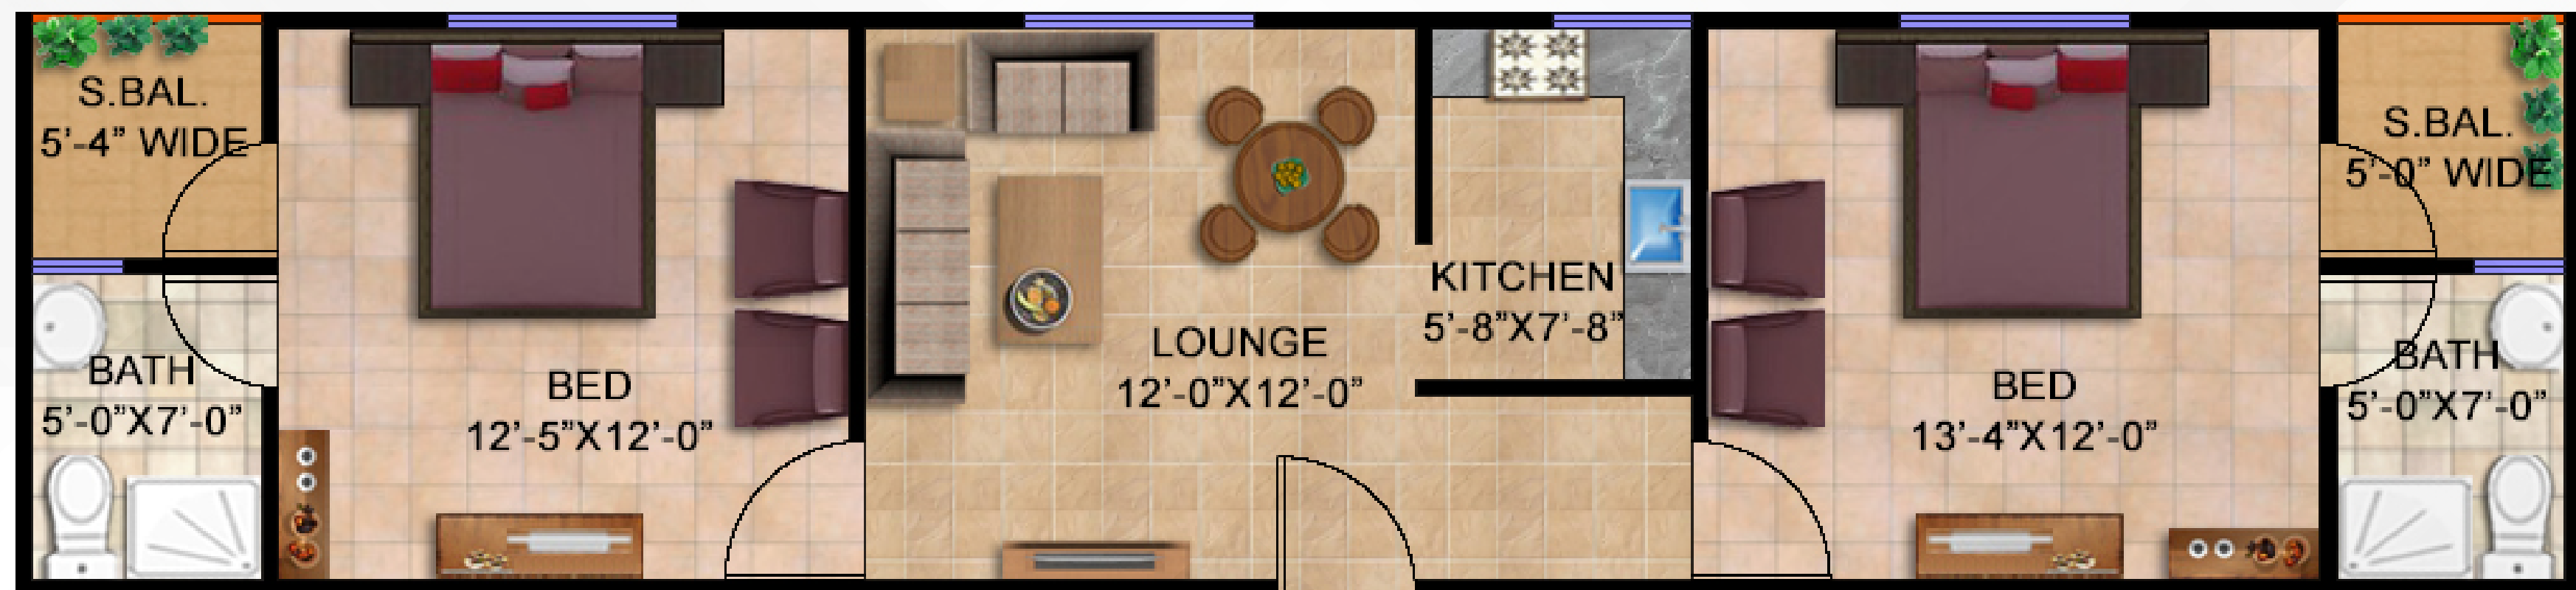 S.BAL.
5'-4” WIDE
BATH
5'-0”X7'-0”
BED
12'-5”X12'-0”
LOUNGE
12'-0”X12'-0”
KITCHEN
5'-8”X7'-8”
BED
13'-4”X12'-0”
S.BAL.
5'-0” WIDE
BATH
5'-0”X7'-0”